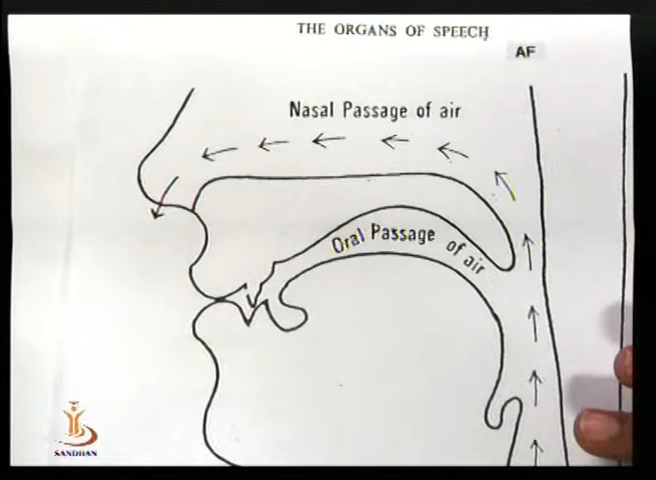 THE ORGANS OF SPEECH
AF
Nasal Passage of air
Oral Passage of air
SANDHAN